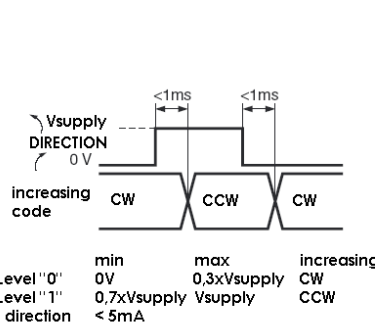 <1ms <1ms
Vsupply
DIRECTION
0 V
increasing
code
CW CCW CW
min max increasing
Level "0" 0V 0,3xVsupply CW
Level "1" 0,7xVsupply Vsupply CCW
direction < 5mA